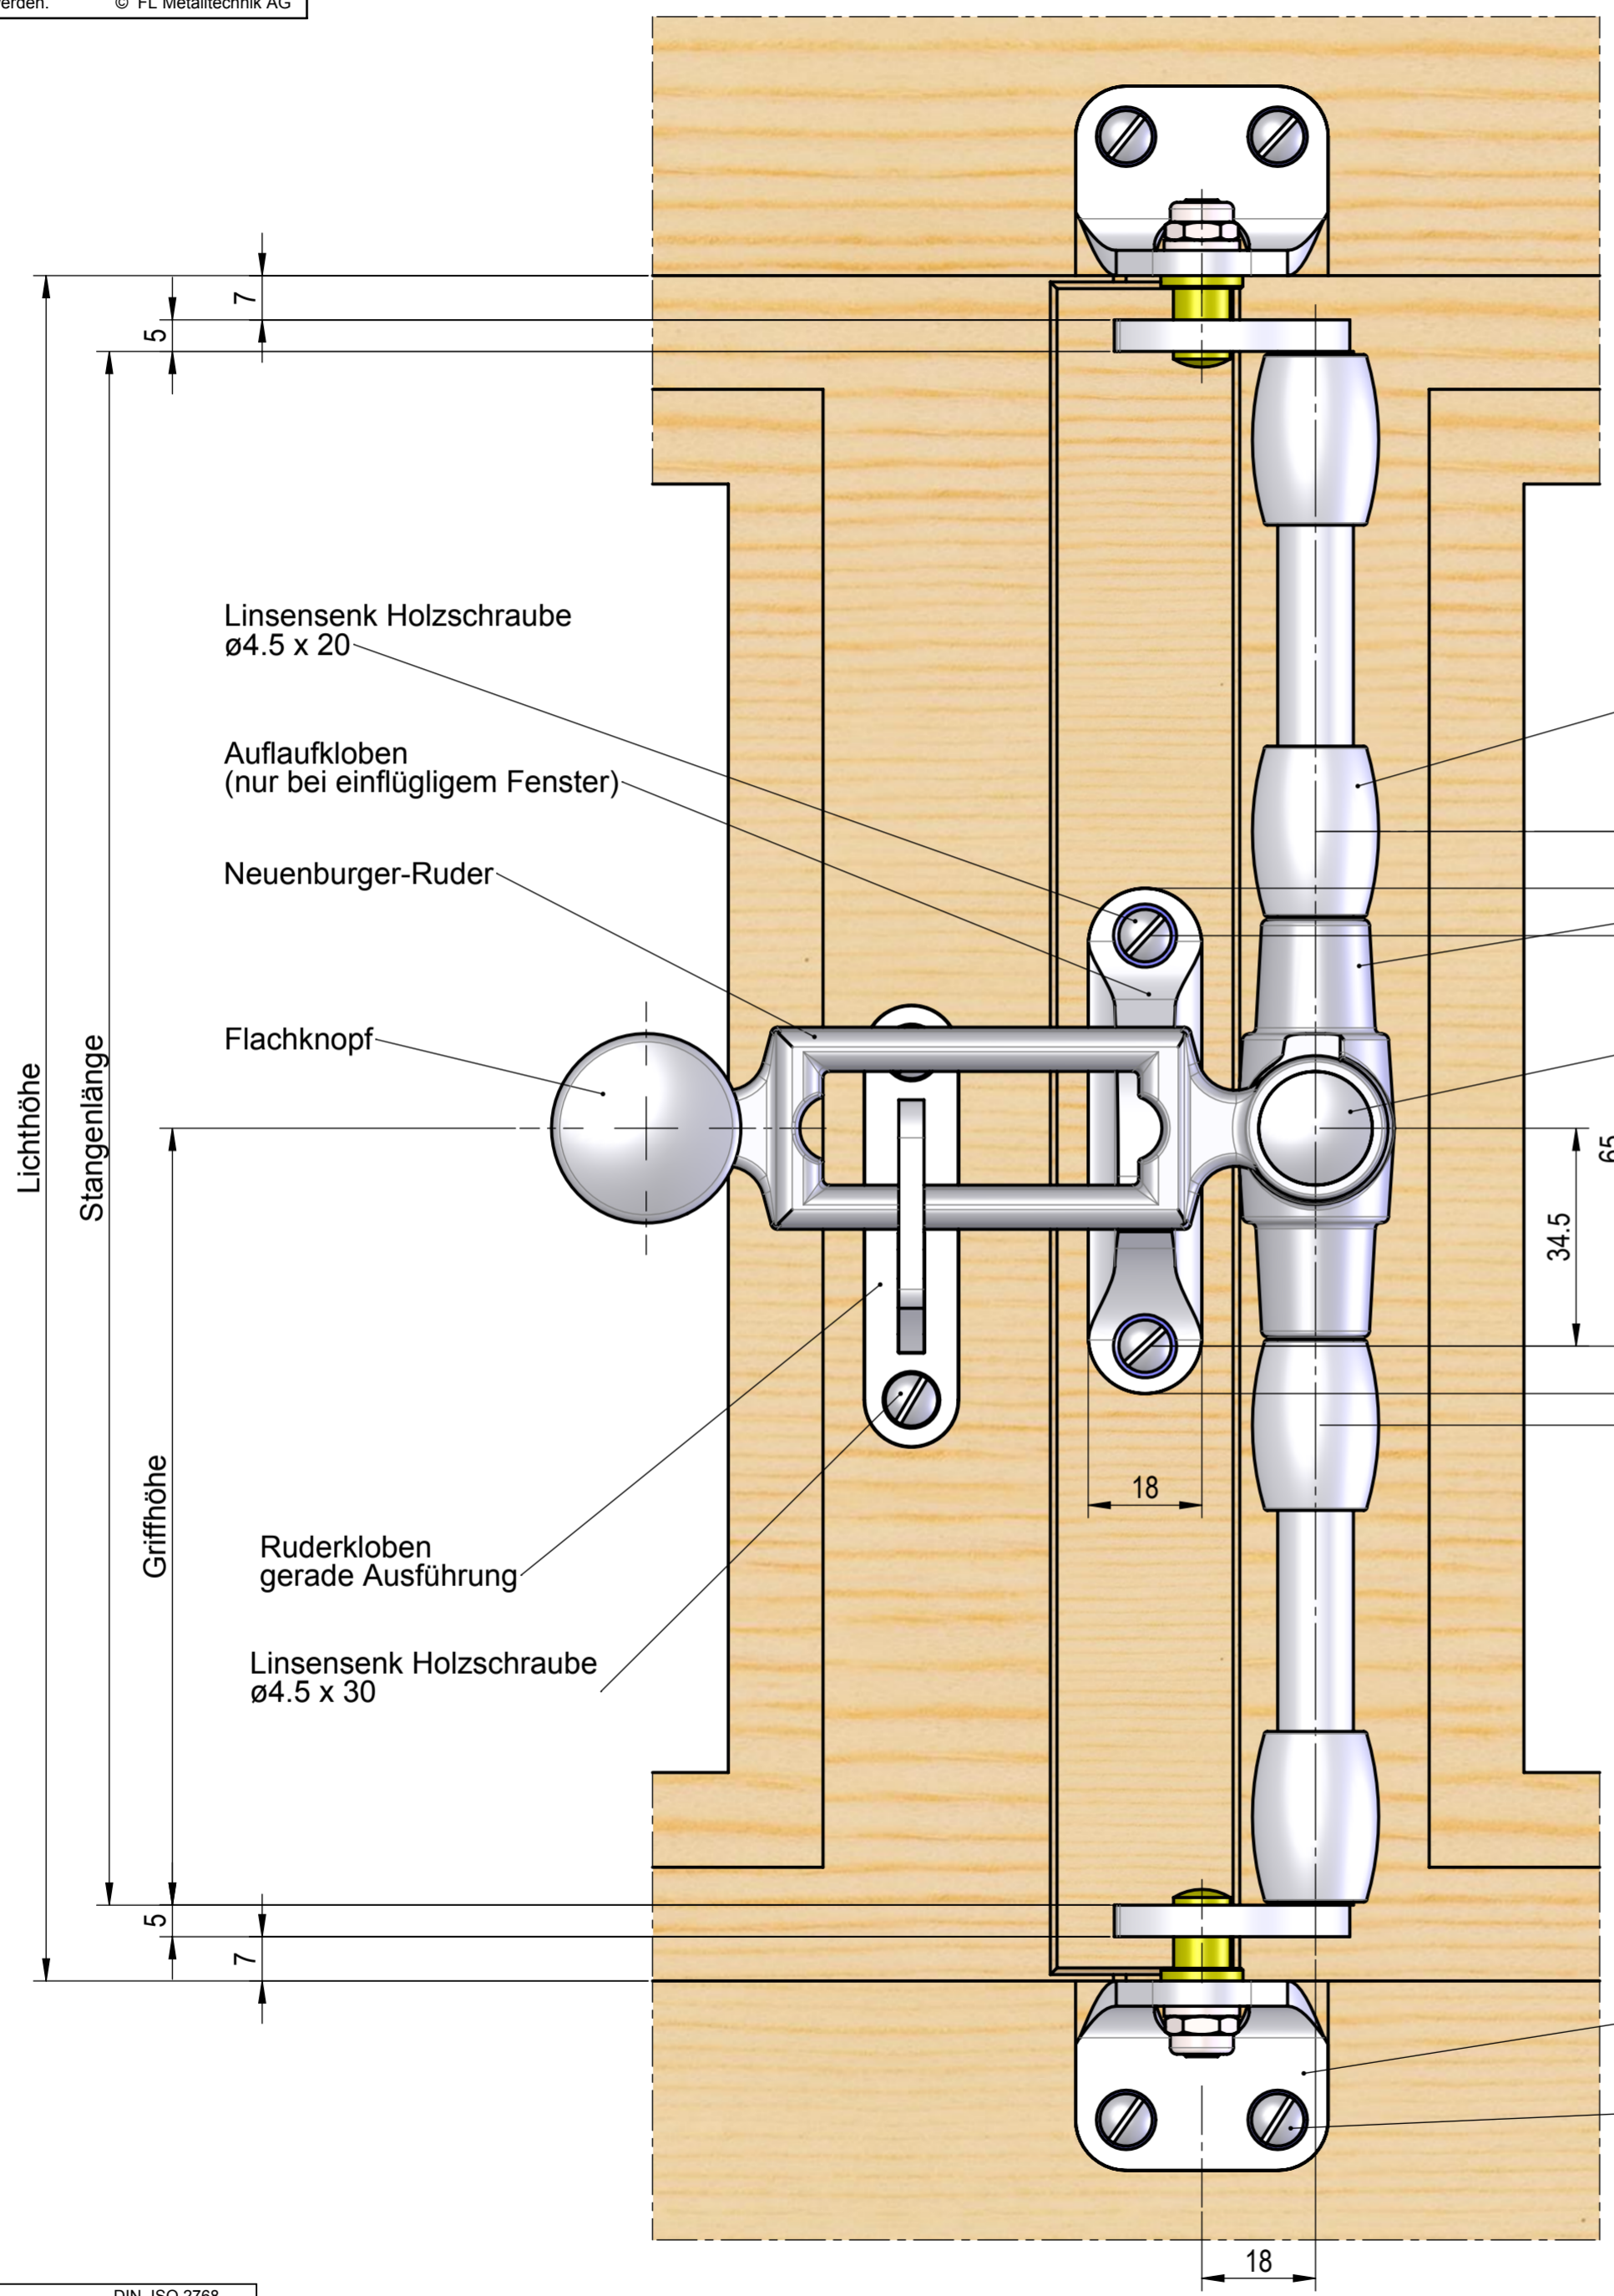 werden. © FL Metalltechnik AG
7
5
Linsensenk Holzschraube
ø4.5 x 20
Auflaufkloben
(nur bei einflügligem Fenster)
Neuenburger-Ruder
Flachknopf
Lichthöhe
Stangenlänge
65
34.5
18
Griffhöhe
Ruderkloben
gerade Ausführung
Linsensenk Holzschraube
ø4.5 x 30
5
7
18
DIN ISO 2768